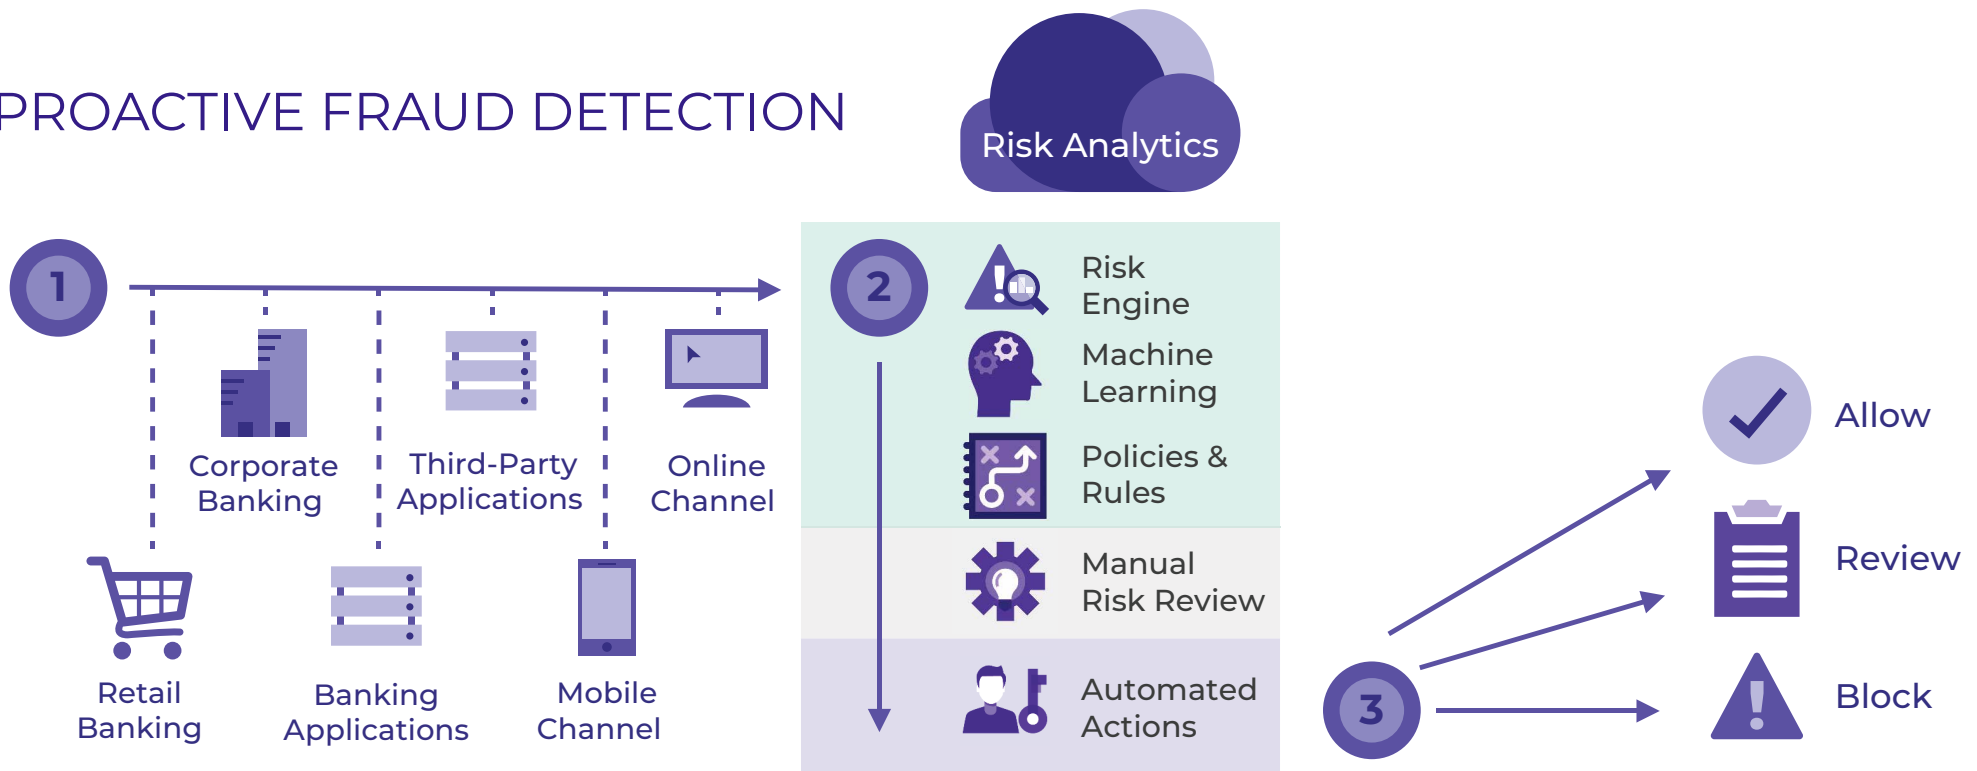 PROACTIVE FRAUD DETECTION
Risk Analytics
1
Corporate
Banking
Third-Party
Applications
Online
Channel
Retail
Banking
Banking
Applications
Mobile
Channel
2
Risk
Engine
Machine
Learning
Policies &
Rules
Manual
Risk Review
Automated
Actions
3
Allow
Review
Block